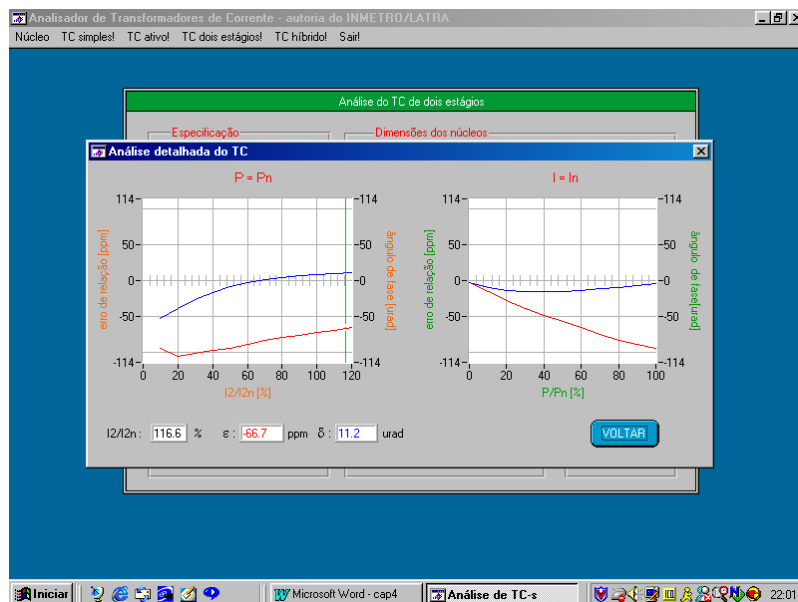 Analisador de Transformadores de Corrente - autoria do INMETRO/LATRA
Núcleo TC simples! TC ativo! TC dois estágios! TC híbrido! Sair!
Análise do TC de dois estágios
Especificação
Dimensões dos núcleos
Análise detalhada do TC
P = Pn
I = In
114
50
0
-50
-114
erro de relação [ppm]
-114
-50
-0
-50
-114
ângulo de fase [urad]
0 20 40 60 80 100 120
I2/I2n [%]
114
50
0
-50
-114
erro de relação [ppm]
-114
-50
-0
-50
-114
ângulo de fase[urad]
0 20 40 60 80 100
P/Pn [%]
I2/I2n : 116.6 % ε : -66.7 ppm δ : 11.2 urad
VOLTAR
Iniciar
Microsoft Word - cap4
Análise de TC-s
22:01